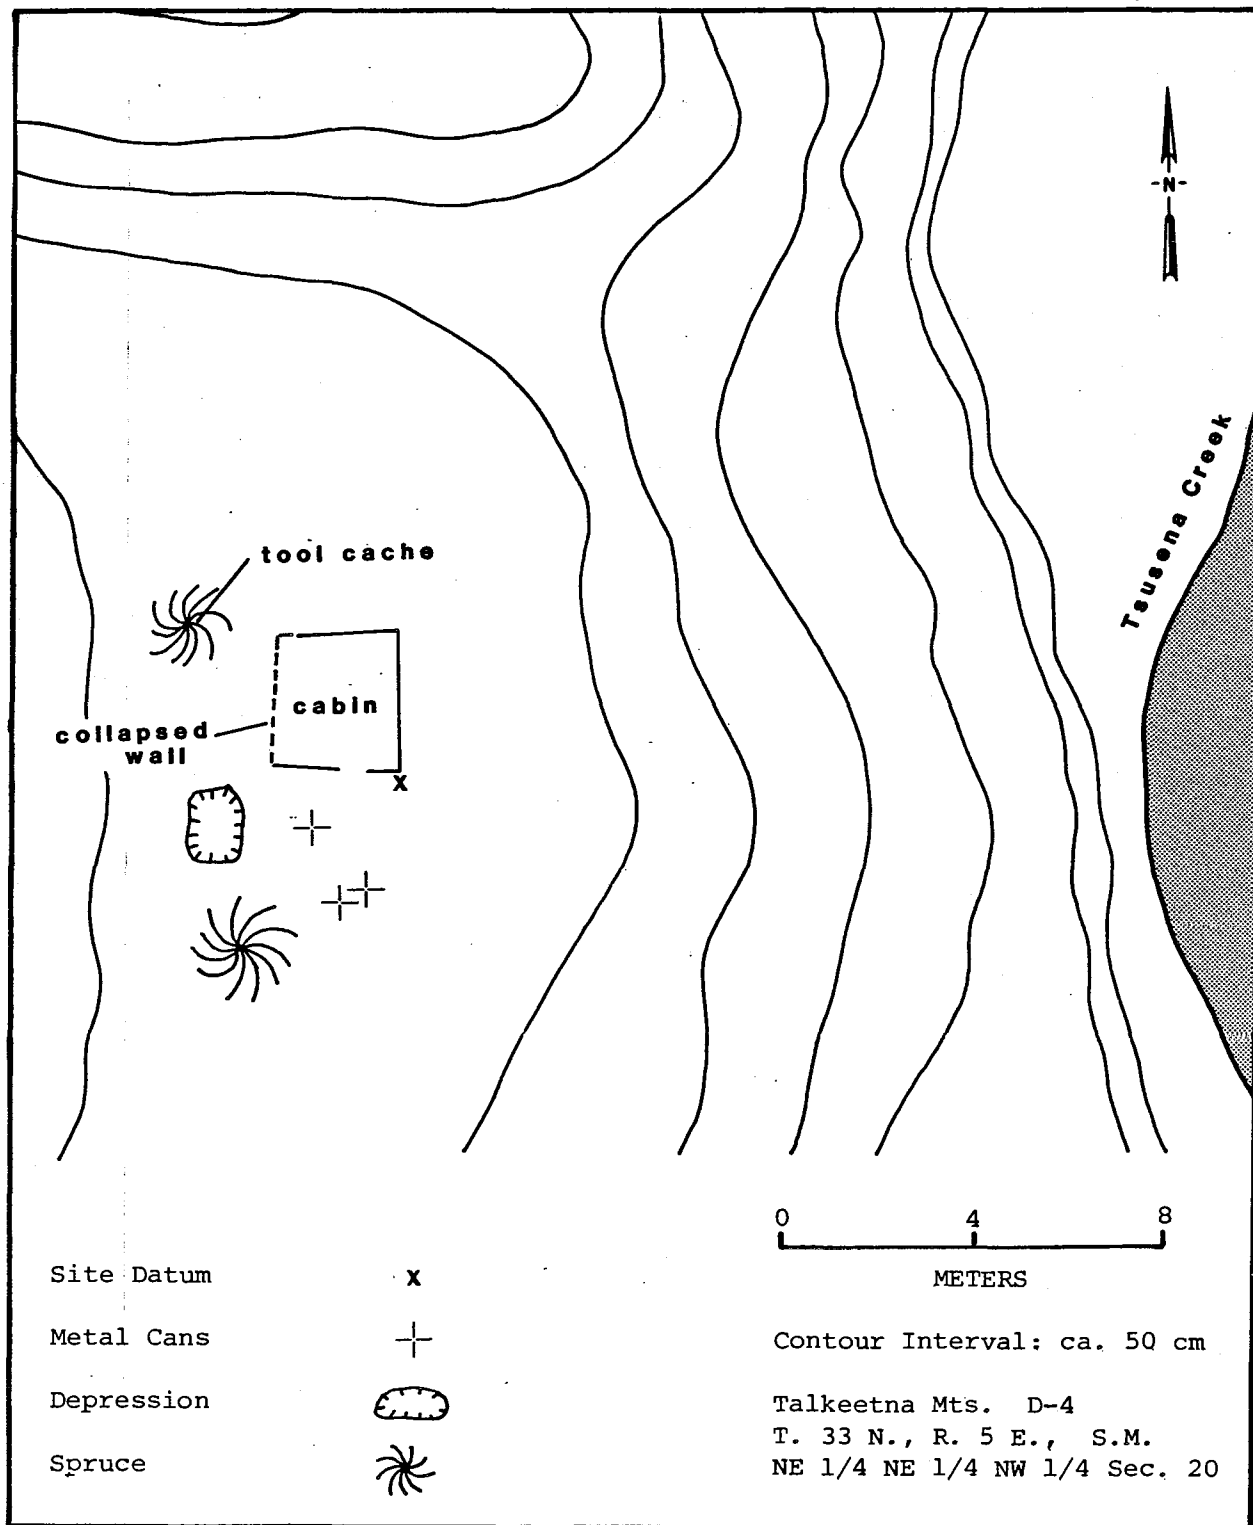 -N-
Tsusena Creek
tool cache
cabin
collapsed
wall
X
0 4 8
METERS
Site Datum X
Metal Cans
Depression
Spruce
Contour Interval: ca. 50 cm
Talkeetna Mts. D-4
T. 33 N., R. 5 E., S.M.
NE 1/4 NE 1/4 NW 1/4 Sec. 20